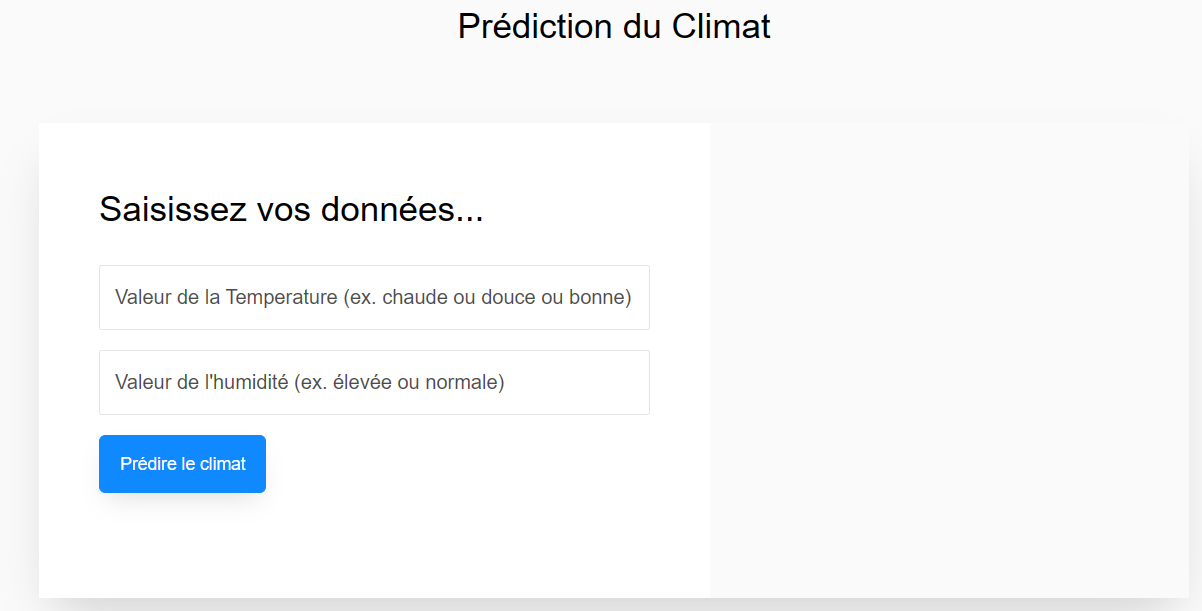 Prédiction du Climat
Saisissez vos données...
Valeur de la Temperature (ex. chaude ou douce ou bonne)
Valeur de l'humidité (ex. élevée ou normale)
Prédire le climat